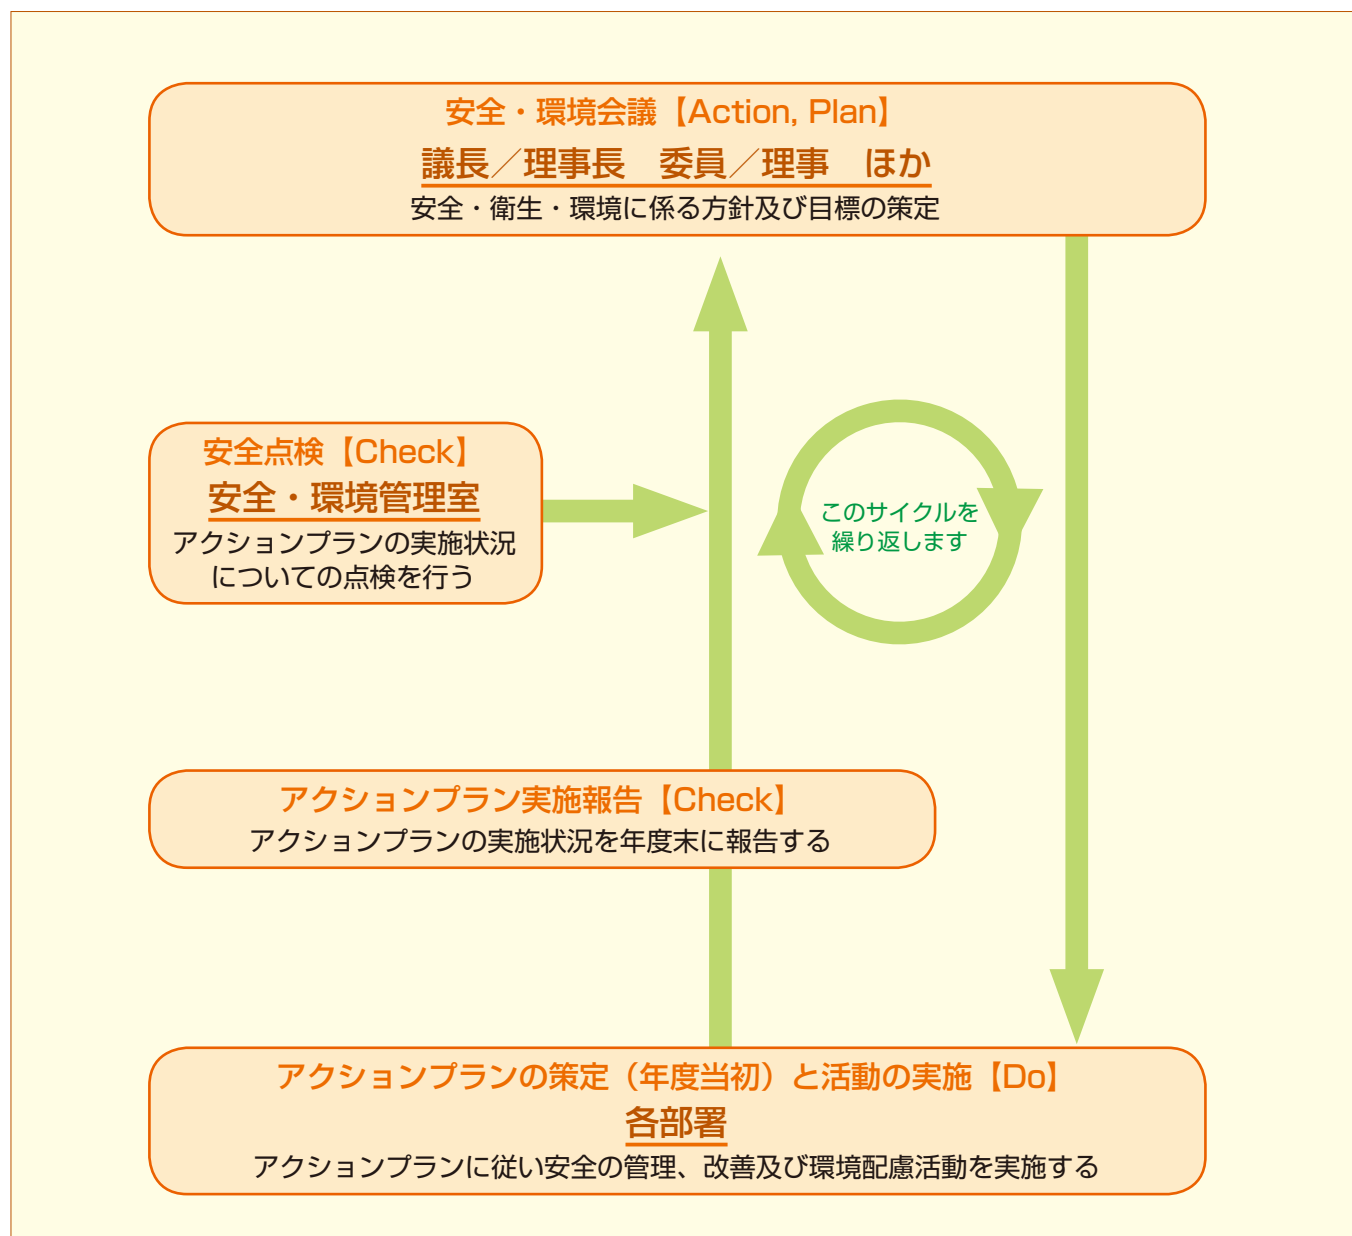 安全・環境会議【Action, Plan】
議長／理事長　委員／理事　ほか
安全・衛生・環境に係る方針及び目標の策定
安全点検【Check】
安全・環境管理室
アクションプランの実施状況
についての点検を行う
このサイクルを
繰り返します
アクションプラン実施報告【Check】
アクションプランの実施状況を年度末に報告する
アクションプランの策定（年度当初）と活動の実施【Do】
各部署
アクションプランに従い安全の管理、改善及び環境配慮活動を実施する